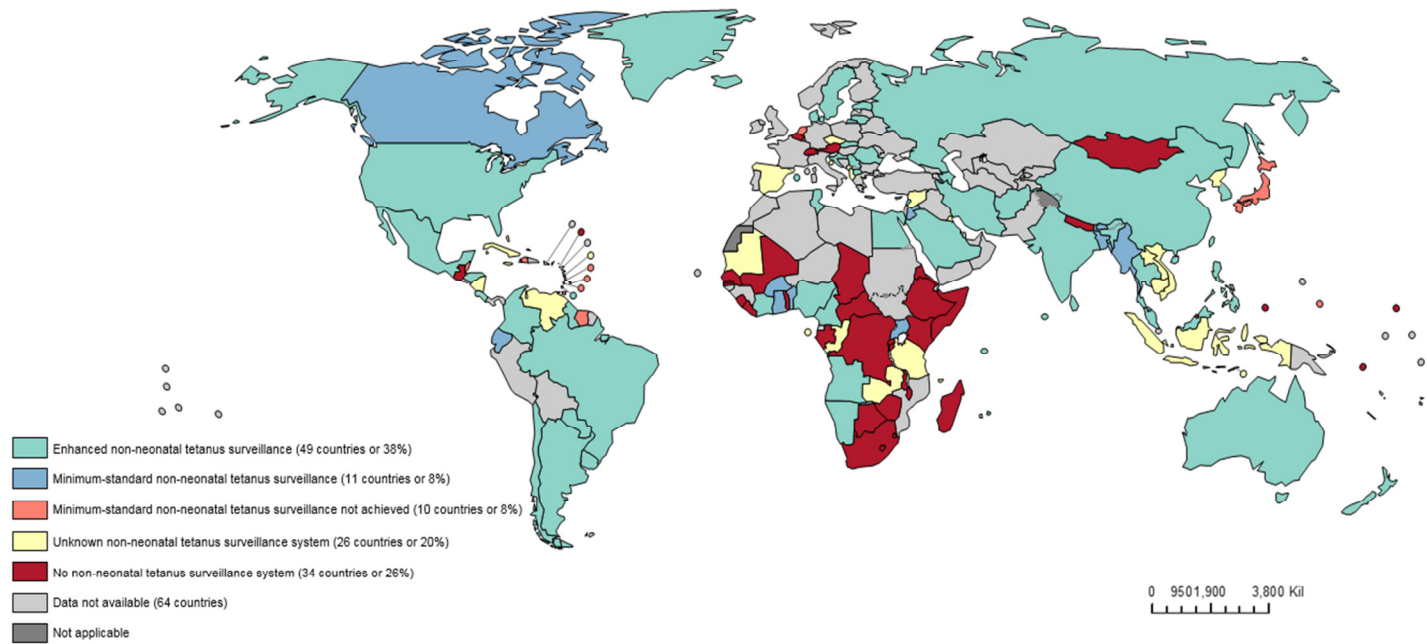 Enhanced non-neonatal tetanus surveillance (49 countries or 38%)
Minimum-standard non-neonatal tetanus surveillance (11 countries or 8%)
Minimum-standard non-neonatal tetanus surveillance not achieved (10 countries or 8%)
Unknown non-neonatal tetanus surveillance system (26 countries or 20%)
No non-neonatal tetanus surveillance system (34 countries or 26%)
Data not available (64 countries)
Not applicable
0 9501,900 3,800 Kil